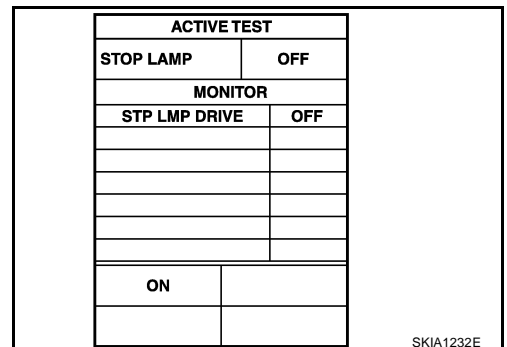 ACTIVE TEST
STOP LAMP OFF
MONITOR
STP LMP DRIVE OFF
ON
SKIA1232E